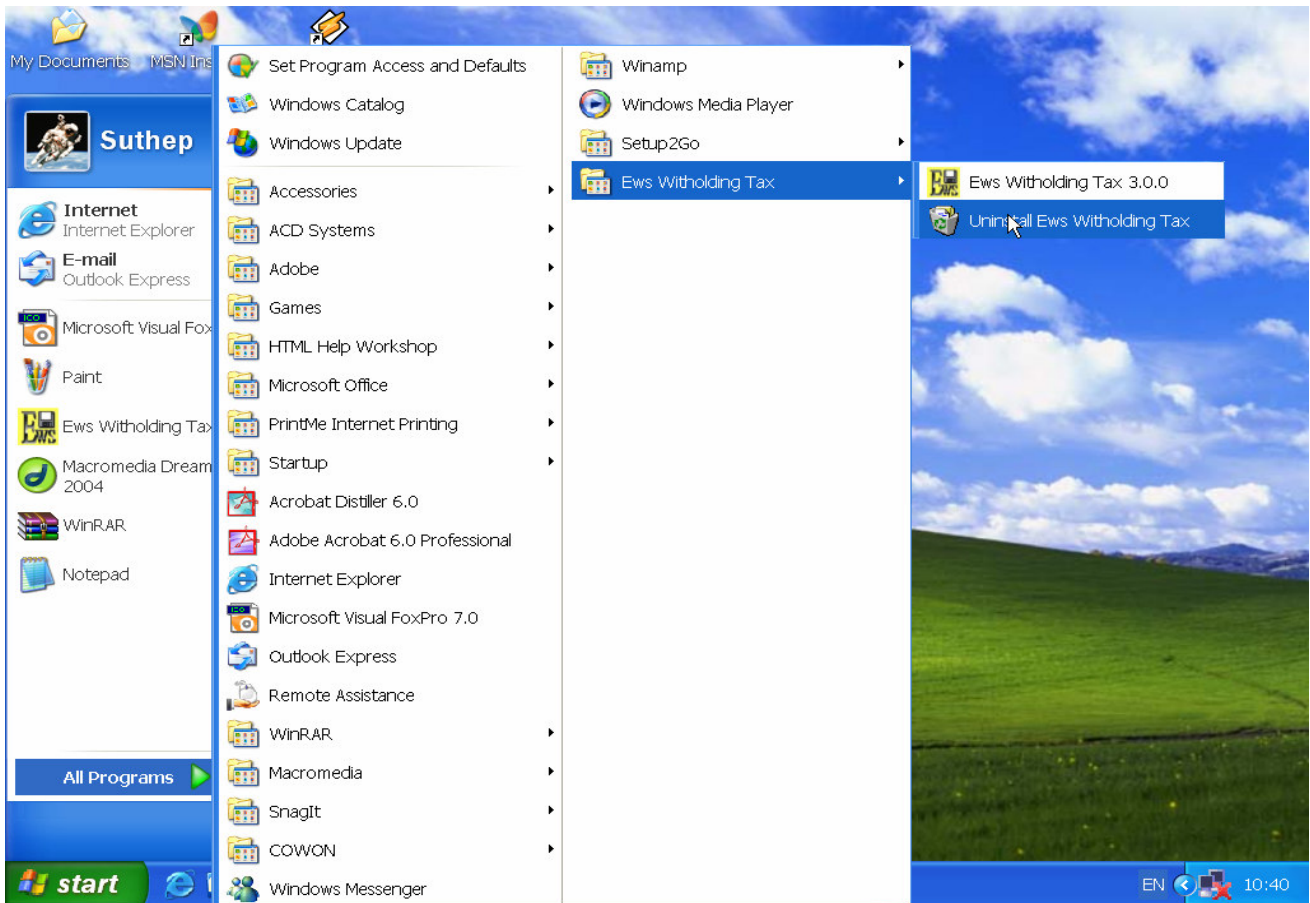 My Documents
MSN Ins
Suthep
Internet
Internet Explorer
E-mail
Outlook Express
Microsoft Visual Fox
Paint
Ews Witholding Tax
Macromedia Dream
2004
WinRAR
Notepad
All Programs
start
Set Program Access and Defaults
Windows Catalog
Windows Update
Accessories
ACD Systems
Adobe
Games
HTML Help Workshop
Microsoft Office
PrintMe Internet Printing
Startup
Acrobat Distiller 6.0
Adobe Acrobat 6.0 Professional
Internet Explorer
Microsoft Visual FoxPro 7.0
Outlook Express
Remote Assistance
WinRAR
Macromedia
SnagIt
COWON
Windows Messenger
Winamp
Windows Media Player
Setup2Go
Ews Witholding Tax
Ews Witholding Tax 3.0.0
Uninstall Ews Witholding Tax
EN
10:40